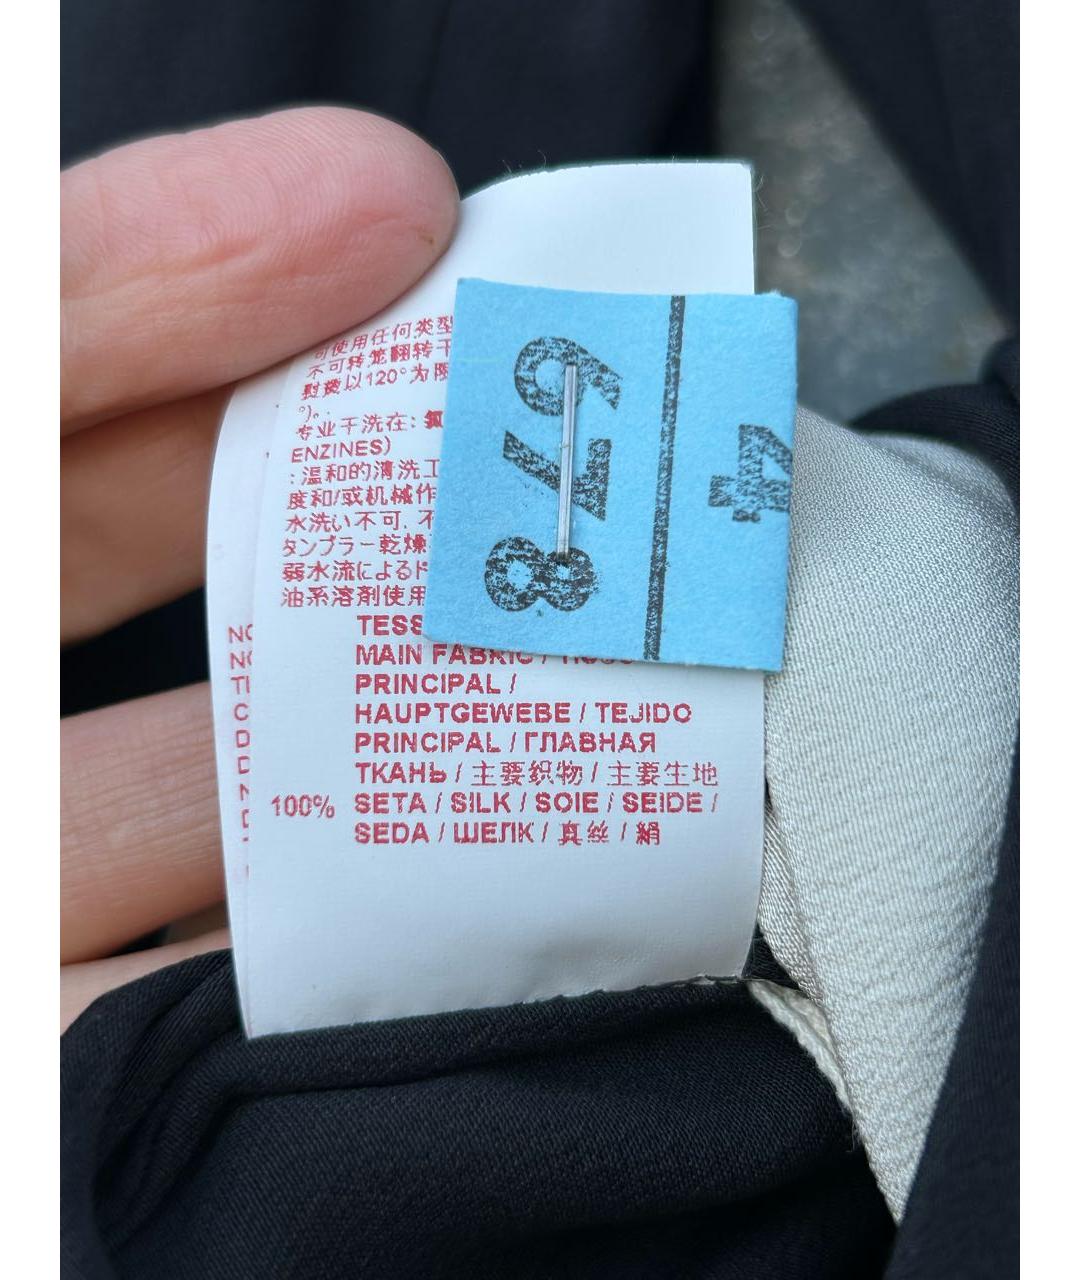 可使用任何类型
不可转笼翻转干
熨烫以120°为限
°)。
专业干洗在: 氟
ENZINES)
:温和的清洗工
度和/或机械作
水洗い不可. 不
タンブラー乾燥
弱水流によるド
油系溶剤使用
TESS
MAIN FABRIC /
PRINCIPAL /
HAUPTGEWEBE / TEJIDO
PRINCIPAL / ГЛАВНАЯ
ТКАНЬ / 主要织物 / 主要生地
100% SETA / SILK / SOIE / SEIDE /
SEDA / ШЕЛК / 真丝 / 絹
879
4